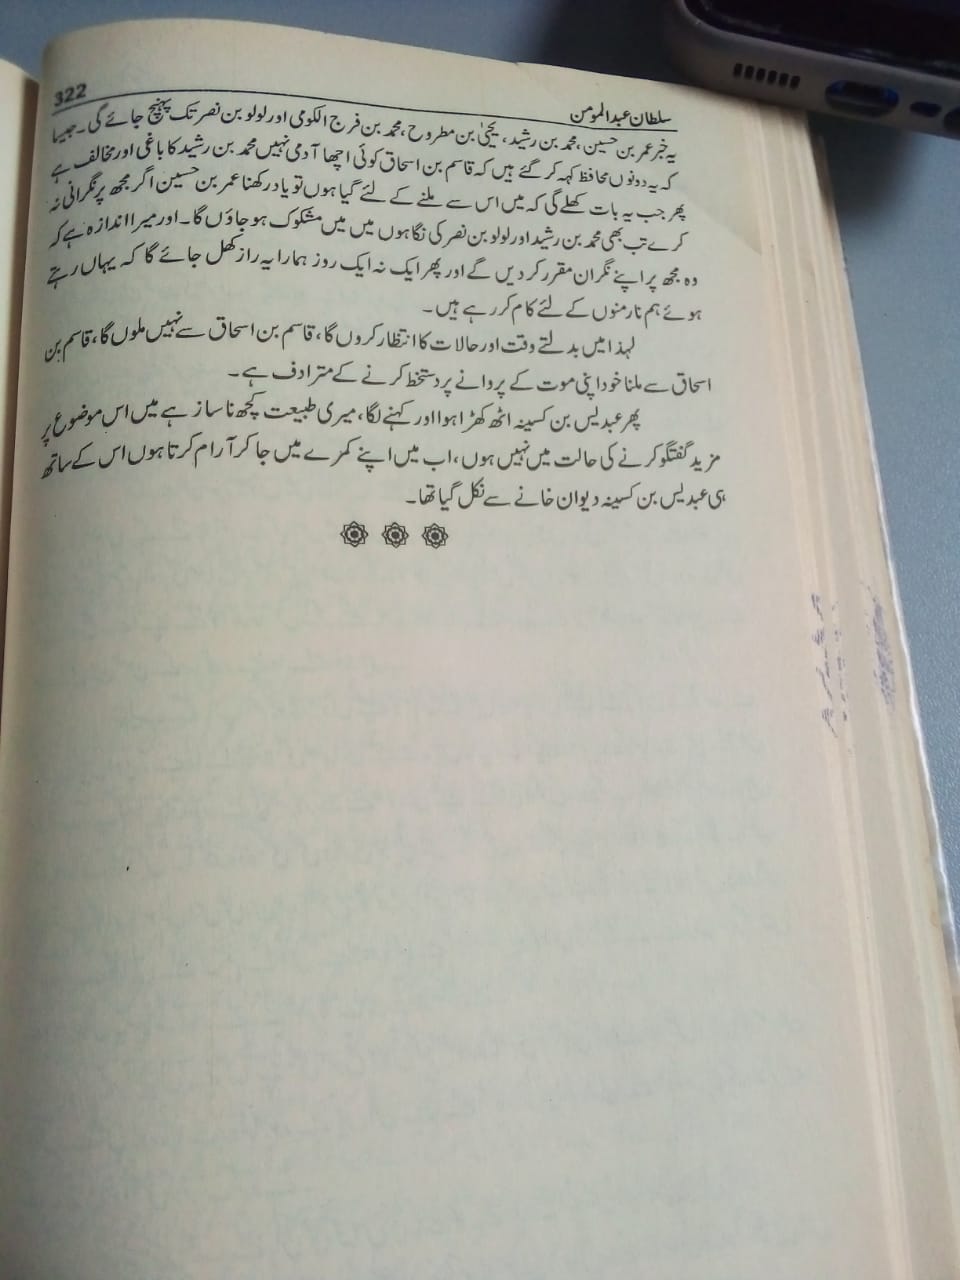 سلطان عبدالمومن
322
یہ خبر عمر بن حسین، محمد بن رشید، یحییٰ بن مطروح، محمد بن فرج الکومی اور لولو بن نصر تک پہنچ جائے گی۔ جیسا
کہ یہ دونوں محافظ کہہ کر گئے ہیں کہ قاسم بن اسحاق کوئی اچھا آدمی نہیں محمد بن رشید کا باغی اور مخالف ہے
پھر جب یہ بات کھلے گی کہ میں اس سے ملنے کے لئے گیا ہوں تو یاد رکھنا عمر بن حسین اگر مجھ پر نگرانی نہ
کرے تب بھی محمد بن رشید اور لولو بن نصر کی نگاہوں میں میں مشکوک ہو جاؤں گا۔ اور میرا اندازہ ہے کہ
وہ مجھ پر اپنے نگران مقرر کر دیں گے اور پھر ایک نہ ایک روز ہمارا یہ راز کھل جائے گا کہ یہاں رہتے
ہوئے ہم نارمنوں کے لئے کام کر رہے ہیں۔
لہذا میں بدلتے وقت اور حالات کا انتظار کروں گا، قاسم بن اسحاق سے نہیں ملوں گا، قاسم بن
اسحاق سے ملنا خود اپنی موت کے پروانے پر دستخط کرنے کے مترادف ہے۔
پھر عبدیس بن کسینہ اٹھ کھڑا ہوا اور کہنے لگا، میری طبیعت کچھ ناساز ہے میں اس موضوع پر
مزید گفتگو کرنے کی حالت میں نہیں ہوں، اب میں اپنے کمرے میں جا کر آرام کرتا ہوں اس کے ساتھ
ہی عبدیس بن کسینہ دیوان خانے سے نکل گیا تھا۔